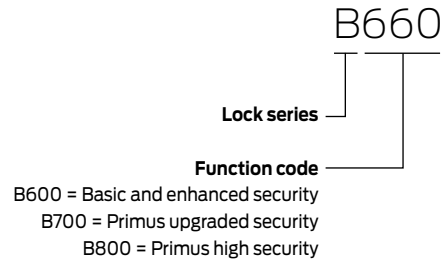 B660
Lock series
Function code
B600 = Basic and enhanced security
B700 = Primus upgraded security
B800 = Primus high security